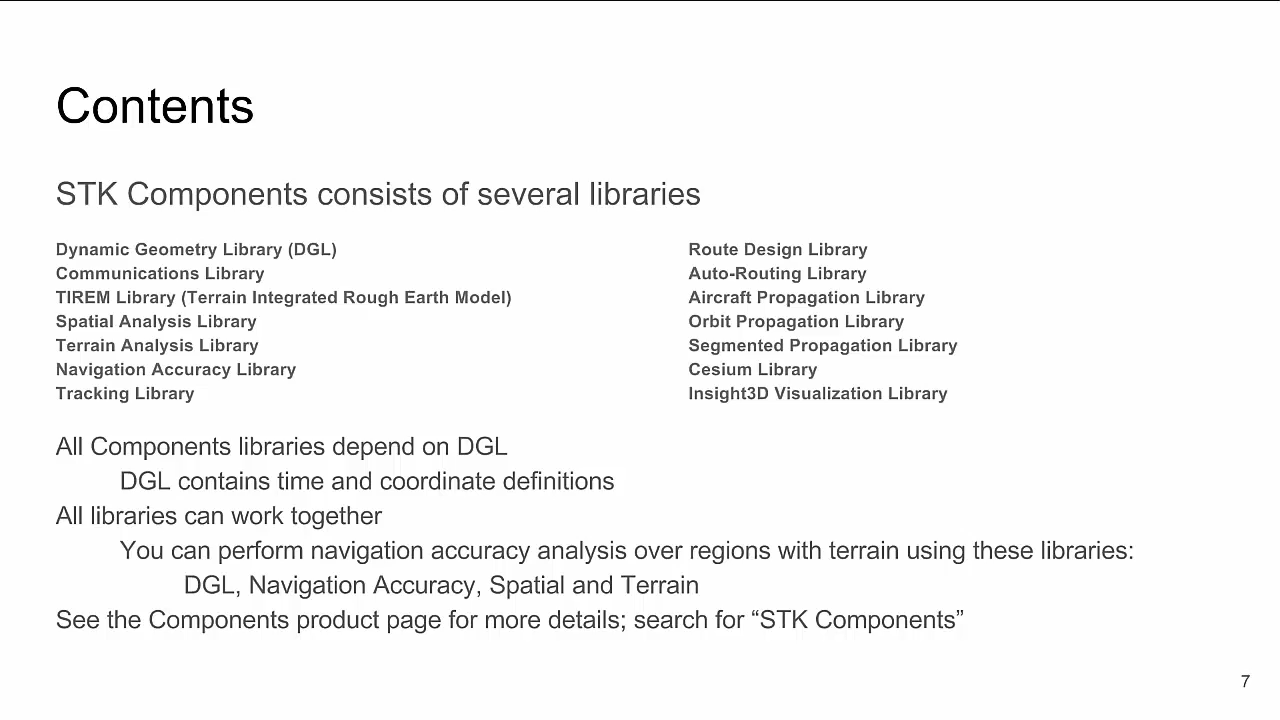 Contents
STK Components consists of several libraries
Dynamic Geometry Library (DGL)
Communications Library
TIREM Library (Terrain Integrated Rough Earth Model)
Spatial Analysis Library
Terrain Analysis Library
Navigation Accuracy Library
Tracking Library
Route Design Library
Auto-Routing Library
Aircraft Propagation Library
Orbit Propagation Library
Segmented Propagation Library
Cesium Library
Insight3D Visualization Library
All Components libraries depend on DGL
DGL contains time and coordinate definitions
All libraries can work together
You can perform navigation accuracy analysis over regions with terrain using these libraries:
DGL, Navigation Accuracy, Spatial and Terrain
See the Components product page for more details; search for “STK Components”
7